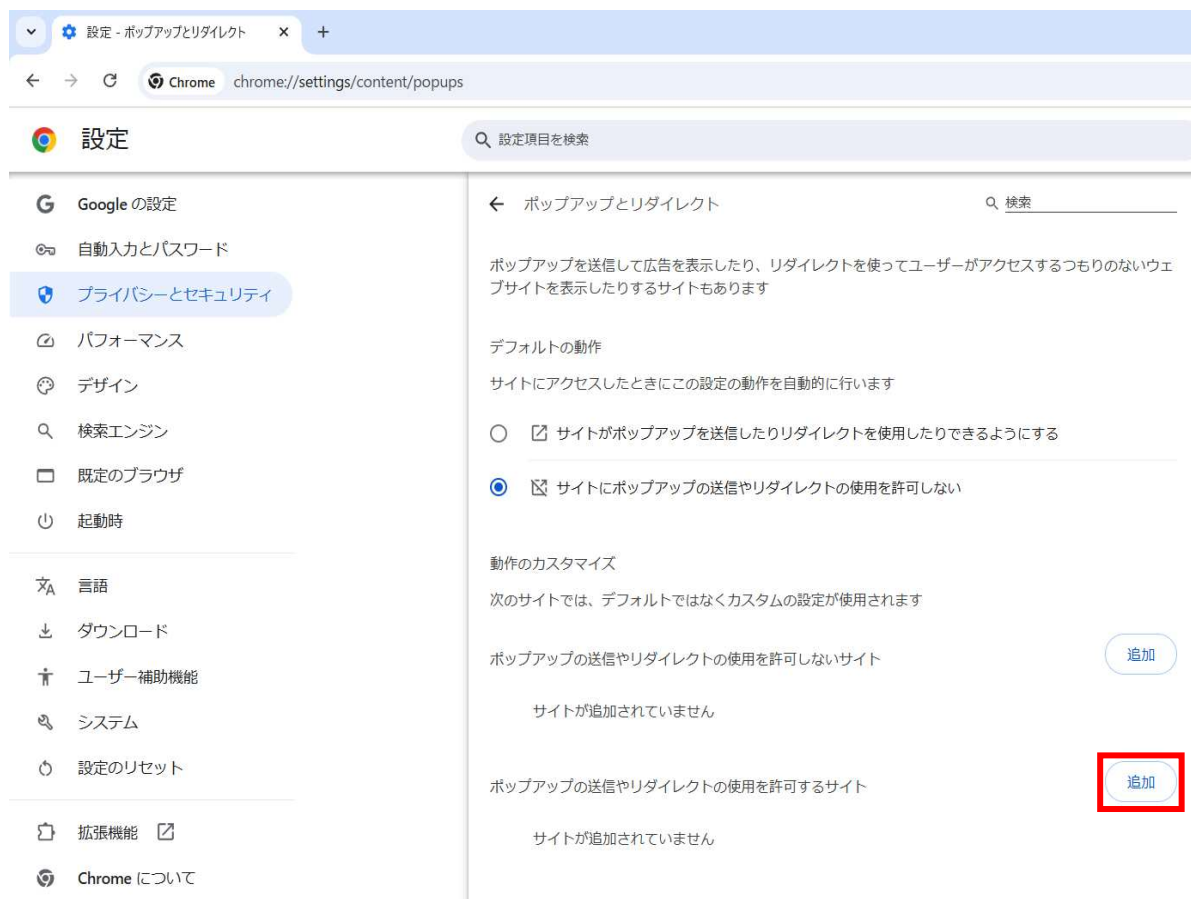 設定 - ポップアップとリダイレクト
Chrome chrome://settings/content/popups
設定
設定項目を検索
Google の設定
自動入力とパスワード
プライバシーとセキュリティ
パフォーマンス
デザイン
検索エンジン
既定のブラウザ
起動時
言語
ダウンロード
ユーザー補助機能
システム
設定のリセット
拡張機能
Chrome について
ポップアップとリダイレクト
検索
ポップアップを送信して広告を表示したり、リダイレクトを使ってユーザーがアクセスするつもりのないウェ
ブサイトを表示したりするサイトもあります
デフォルトの動作
サイトにアクセスしたときにこの設定の動作を自動的に行います
サイトがポップアップを送信したりリダイレクトを使用したりできるようにする
サイトにポップアップの送信やリダイレクトの使用を許可しない
動作のカスタマイズ
次のサイトでは、デフォルトではなくカスタムの設定が使用されます
ポップアップの送信やリダイレクトの使用を許可しないサイト
追加
サイトが追加されていません
ポップアップの送信やリダイレクトの使用を許可するサイト
追加
サイトが追加されていません